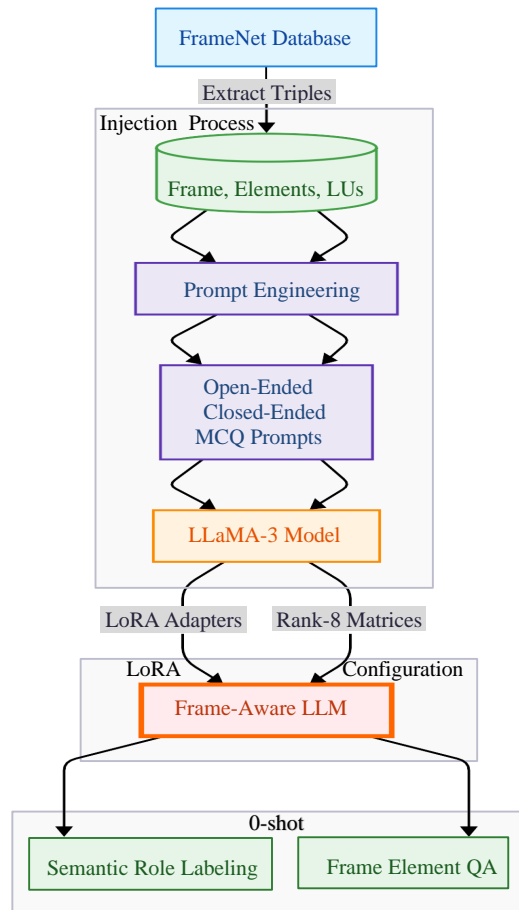 FrameNet Database
Extract Triples
Injection Process
Frame, Elements, LUs
Prompt Engineering
Open-Ended
Closed-Ended
MCQ Prompts
LLaMA-3 Model
LoRA Adapters
Rank-8 Matrices
LoRA Configuration
Frame-Aware LLM
0-shot
Semantic Role Labeling
Frame Element QA